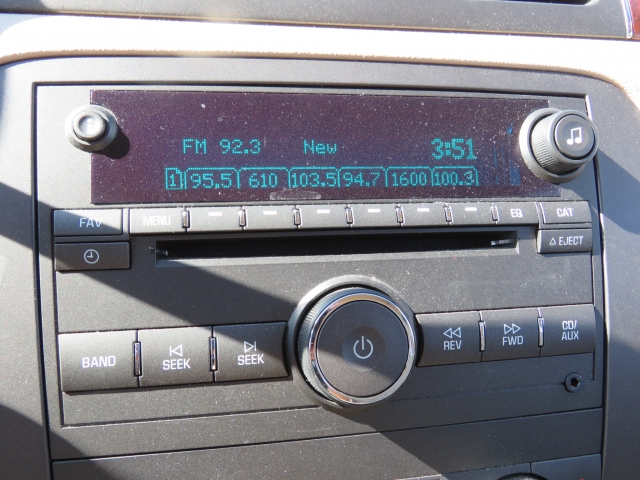 FM 92.3 New 3:51
1 95.5 610 103.5 94.7 1600 100.3
FAV MENU EQ CAT
EJECT
BAND SEEK SEEK REV FWD CD/
AUX